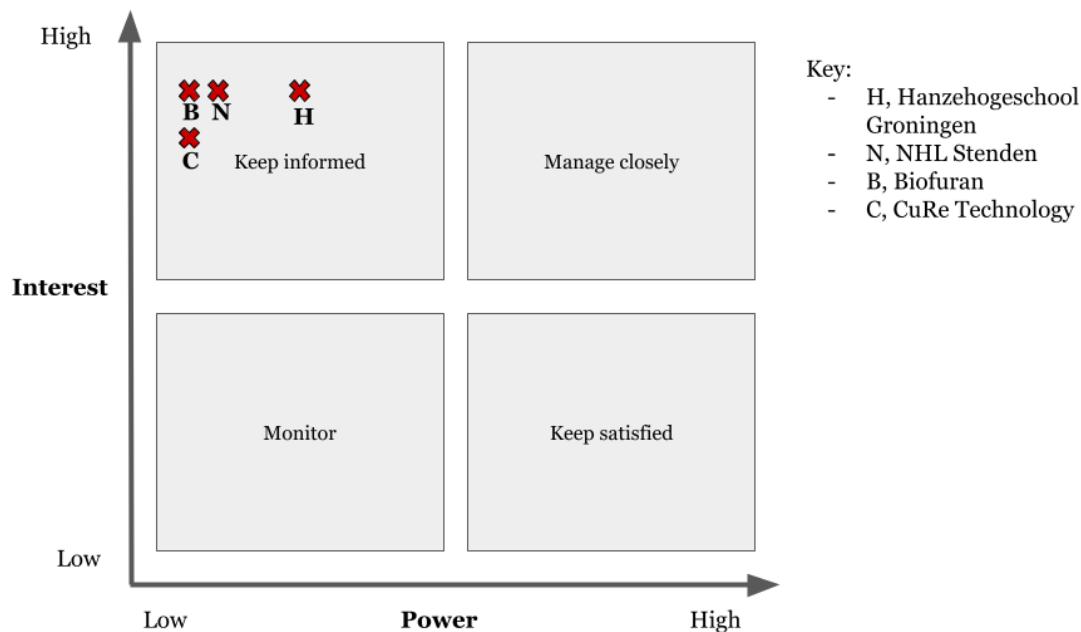 High
B
N
H
C
Keep informed
Manage closely
Key:
- H, Hanzehogeschool
Groningen
- N, NHL Stenden
- B, Biofuran
- C, CuRe Technology
Interest
Monitor
Keep satisfied
Low
Low
Power
High